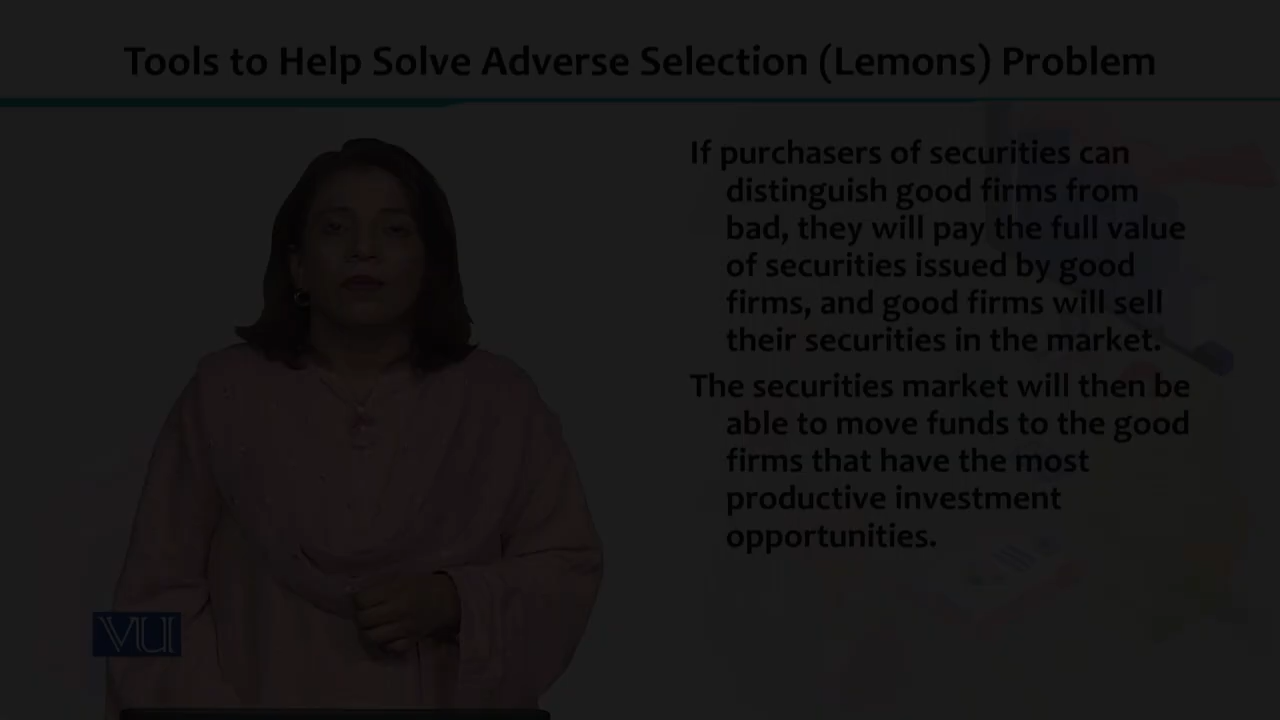 Tools to Help Solve Adverse Selection (Lemons) Problem
If purchasers of securities can
distinguish good firms from
bad, they will pay the full value
of securities issued by good
firms, and good firms will sell
their securities in the market.
The securities market will then be
able to move funds to the good
firms that have the most
productive investment
opportunities.
VU